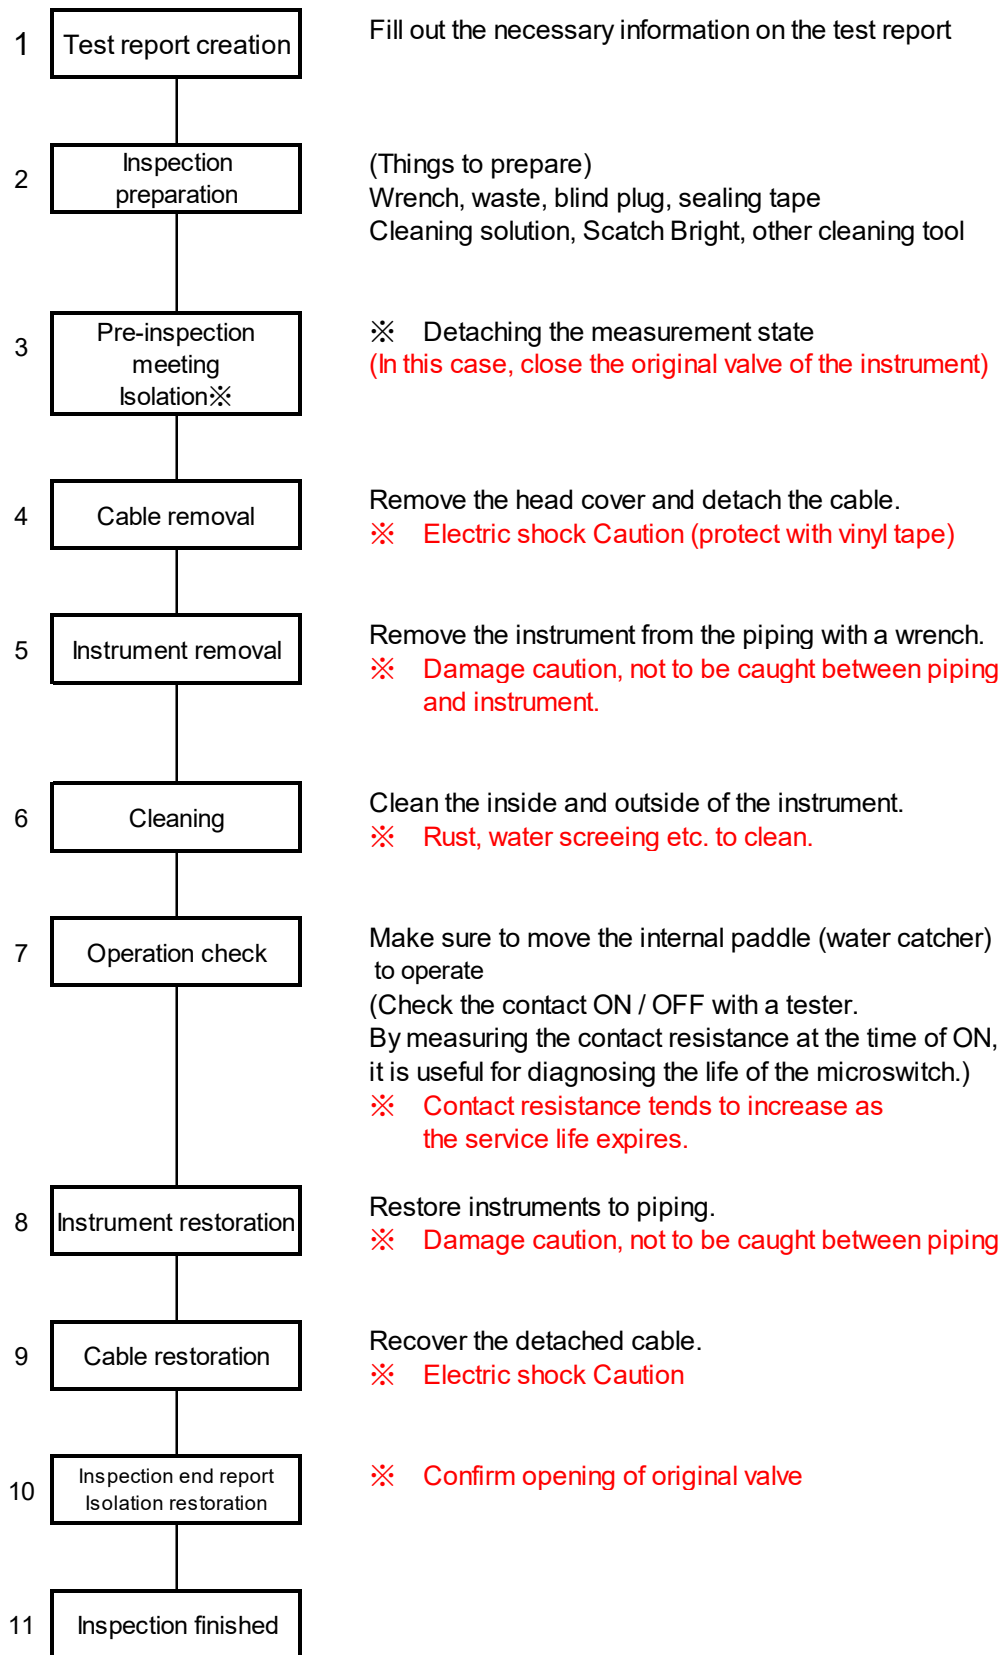 1 Test report creation Fill out the necessary information on the test report
2 Inspection
preparation
(Things to prepare)
Wrench, waste, blind plug, sealing tape
Cleaning solution, Scatch Bright, other cleaning tool
3 Pre-inspection
meeting
Isolation※
※ Detaching the measurement state
(In this case, close the original valve of the instrument)
4 Cable removal
Remove the head cover and detach the cable.
※ Electric shock Caution (protect with vinyl tape)
5 Instrument removal
Remove the instrument from the piping with a wrench.
※ Damage caution, not to be caught between piping
and instrument.
6 Cleaning
Clean the inside and outside of the instrument.
※ Rust, water screeing etc. to clean.
7 Operation check
Make sure to move the internal paddle (water catcher)
to operate
(Check the contact ON / OFF with a tester.
By measuring the contact resistance at the time of ON,
it is useful for diagnosing the life of the microswitch.)
※ Contact resistance tends to increase as
the service life expires.
8 Instrument restoration
Restore instruments to piping.
※ Damage caution, not to be caught between piping
9 Cable restoration
Recover the detached cable.
※ Electric shock Caution
10 Inspection end report
Isolation restoration
※ Confirm opening of original valve
11 Inspection finished